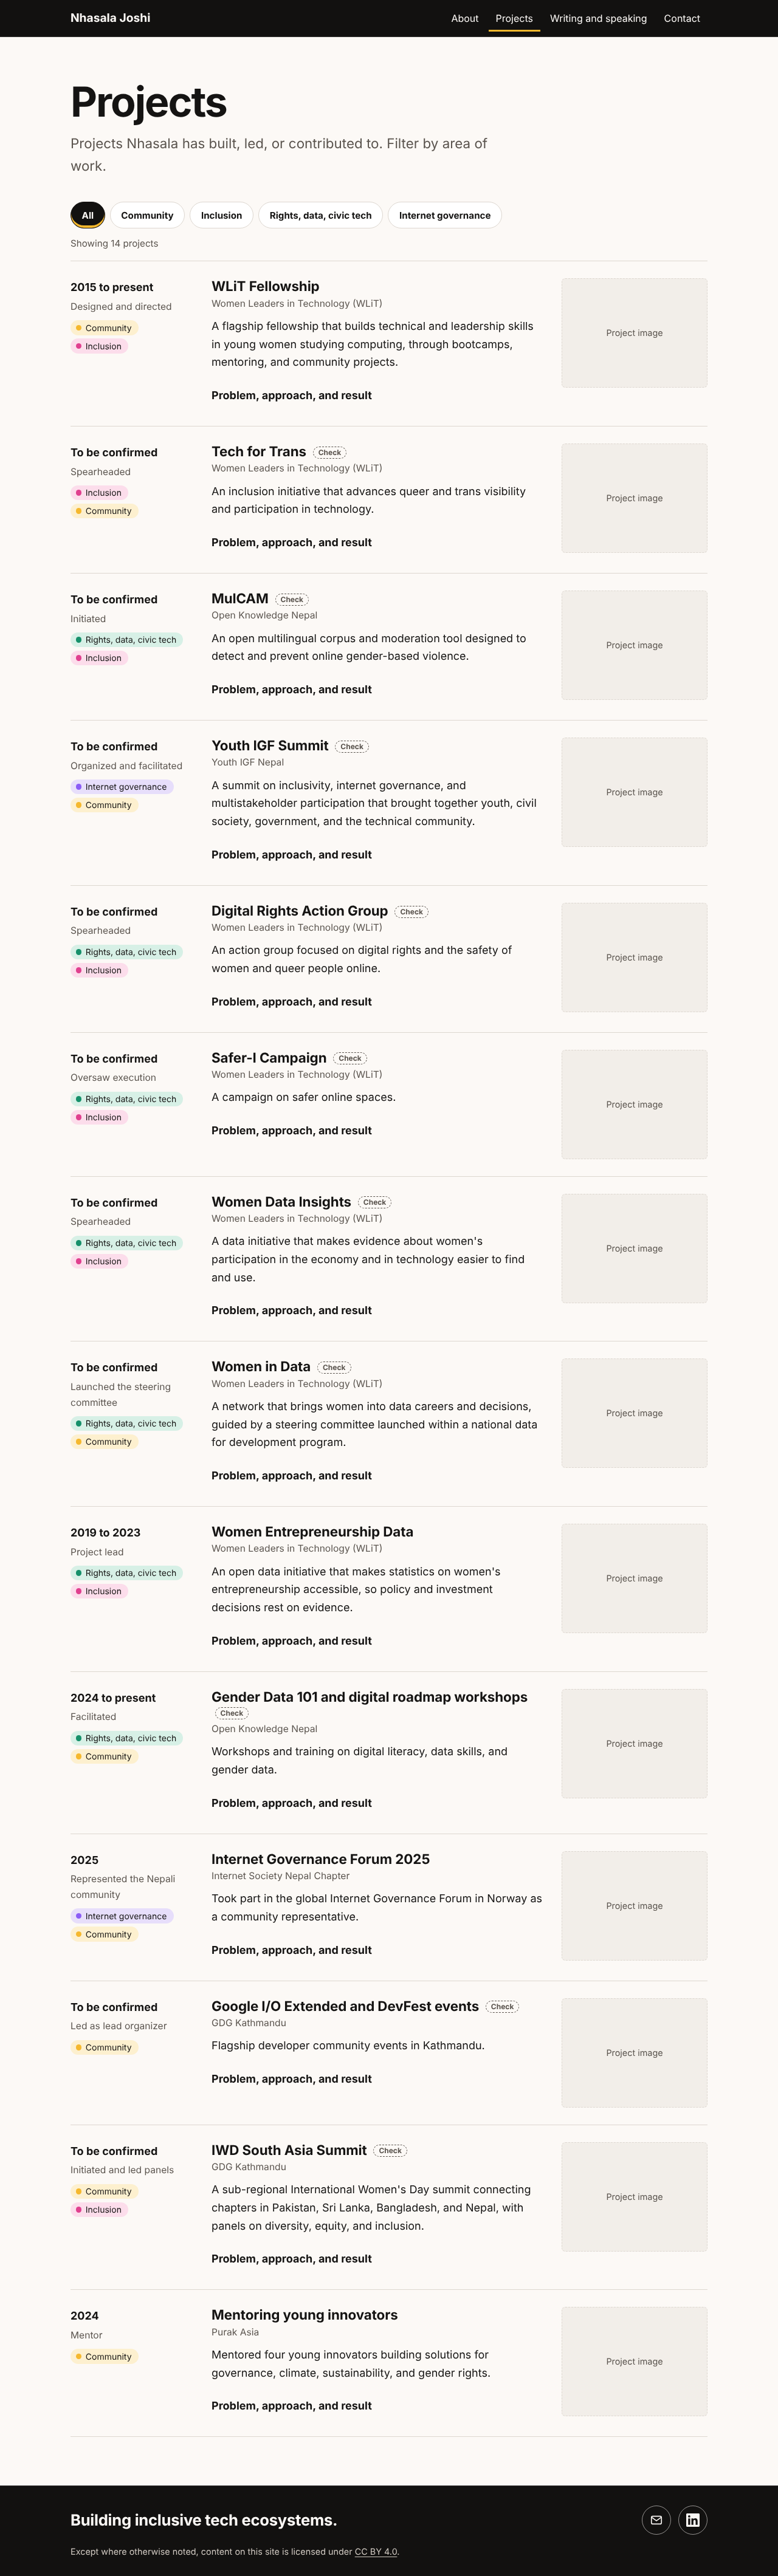 Nhasala Joshi
About
Projects
Writing and speaking
Contact
Projects
Projects Nhasala has built, led, or contributed to. Filter by area of
work.
All
Community
Inclusion
Rights, data, civic tech
Internet governance
Showing 14 projects
2015 to present
Designed and directed
Community
Inclusion
WLiT Fellowship
Women Leaders in Technology (WLiT)
A flagship fellowship that builds technical and leadership skills
in young women studying computing, through bootcamps,
mentoring, and community projects.
Problem, approach, and result
Project image
To be confirmed
Spearheaded
Inclusion
Community
Tech for Trans Check
Women Leaders in Technology (WLiT)
An inclusion initiative that advances queer and trans visibility
and participation in technology.
Problem, approach, and result
Project image
To be confirmed
Initiated
Rights, data, civic tech
Inclusion
MulCAM Check
Open Knowledge Nepal
An open multilingual corpus and moderation tool designed to
detect and prevent online gender-based violence.
Problem, approach, and result
Project image
To be confirmed
Organized and facilitated
Internet governance
Community
Youth IGF Summit Check
Youth IGF Nepal
A summit on inclusivity, internet governance, and
multistakeholder participation that brought together youth, civil
society, government, and the technical community.
Problem, approach, and result
Project image
To be confirmed
Spearheaded
Rights, data, civic tech
Inclusion
Digital Rights Action Group Check
Women Leaders in Technology (WLiT)
An action group focused on digital rights and the safety of
women and queer people online.
Problem, approach, and result
Project image
To be confirmed
Oversaw execution
Rights, data, civic tech
Inclusion
Safer-I Campaign Check
Women Leaders in Technology (WLiT)
A campaign on safer online spaces.
Problem, approach, and result
Project image
To be confirmed
Spearheaded
Rights, data, civic tech
Inclusion
Women Data Insights Check
Women Leaders in Technology (WLiT)
A data initiative that makes evidence about women's
participation in the economy and in technology easier to find
and use.
Problem, approach, and result
Project image
To be confirmed
Launched the steering
committee
Rights, data, civic tech
Community
Women in Data Check
Women Leaders in Technology (WLiT)
A network that brings women into data careers and decisions,
guided by a steering committee launched within a national data
for development program.
Problem, approach, and result
Project image
2019 to 2023
Project lead
Rights, data, civic tech
Inclusion
Women Entrepreneurship Data
Women Leaders in Technology (WLiT)
An open data initiative that makes statistics on women's
entrepreneurship accessible, so policy and investment
decisions rest on evidence.
Problem, approach, and result
Project image
2024 to present
Facilitated
Rights, data, civic tech
Community
Gender Data 101 and digital roadmap workshops
Check
Open Knowledge Nepal
Workshops and training on digital literacy, data skills, and
gender data.
Problem, approach, and result
Project image
2025
Represented the Nepali
community
Internet governance
Community
Internet Governance Forum 2025
Internet Society Nepal Chapter
Took part in the global Internet Governance Forum in Norway as
a community representative.
Problem, approach, and result
Project image
To be confirmed
Led as lead organizer
Community
Google I/O Extended and DevFest events Check
GDG Kathmandu
Flagship developer community events in Kathmandu.
Problem, approach, and result
Project image
To be confirmed
Initiated and led panels
Community
Inclusion
IWD South Asia Summit Check
GDG Kathmandu
A sub-regional International Women's Day summit connecting
chapters in Pakistan, Sri Lanka, Bangladesh, and Nepal, with
panels on diversity, equity, and inclusion.
Problem, approach, and result
Project image
2024
Mentor
Community
Mentoring young innovators
Purak Asia
Mentored four young innovators building solutions for
governance, climate, sustainability, and gender rights.
Problem, approach, and result
Project image
Building inclusive tech ecosystems.
Except where otherwise noted, content on this site is licensed under CC BY 4.0.